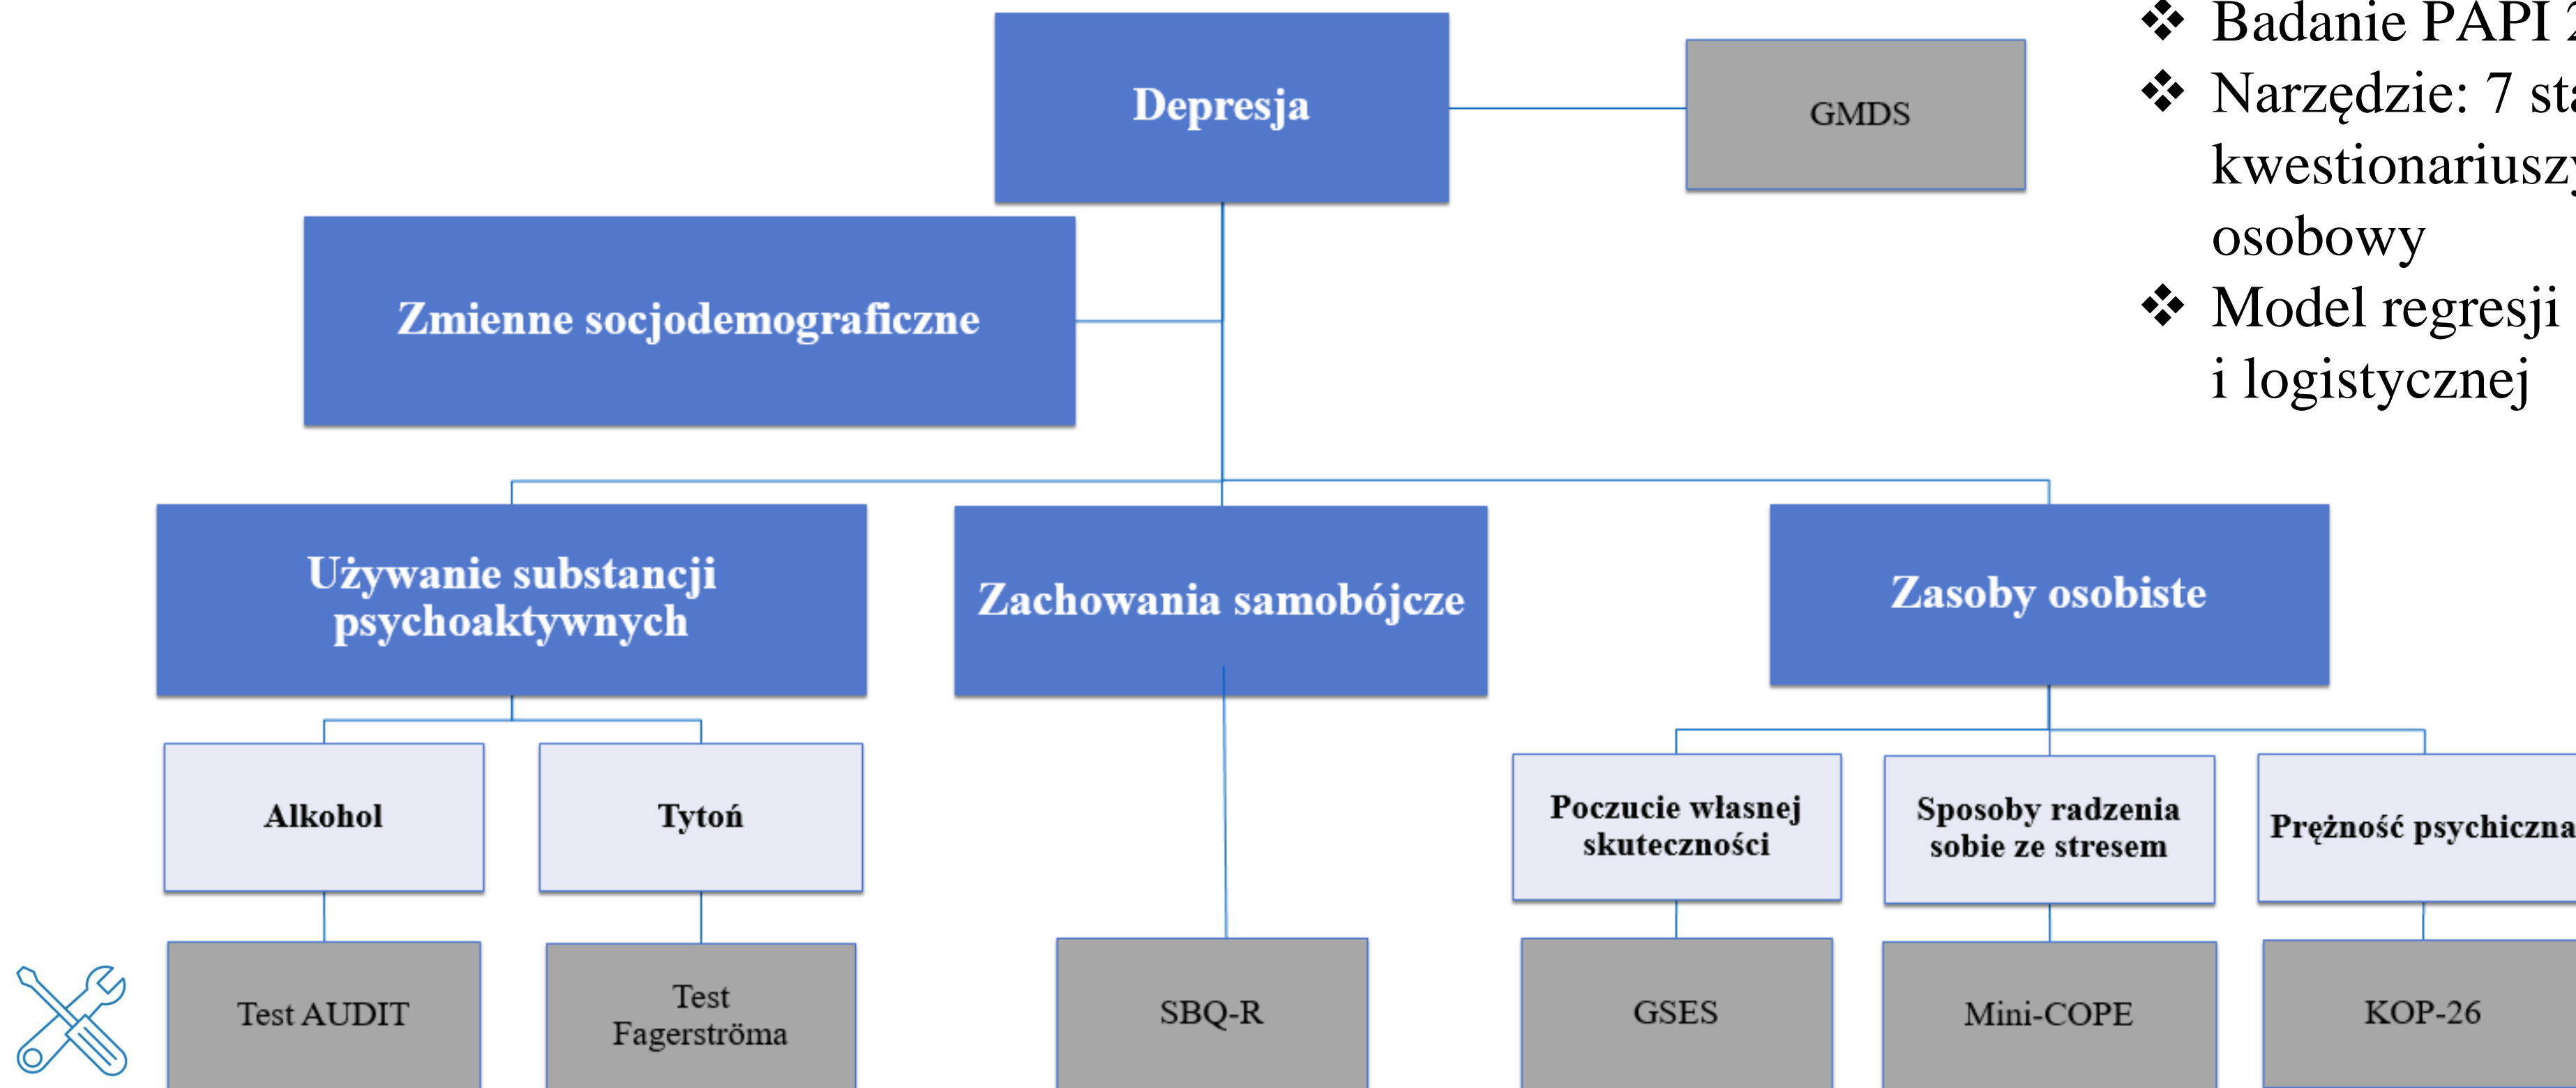 Depresja
GMDS
Zmienne socjodemograficzne
Używanie substancji
psychoaktywnych
Zachowania samobójcze
Zasoby osobiste
Alkohol
Tytoń
Poczucie własnej
skuteczności
Sposoby radzenia
sobie ze stresem
Prężność psychiczna
Test AUDIT
Test
Fagerströma
SBQ-R
GSES
Mini-COPE
KOP-26
❖ Badanie PAPI
❖ Narzędzie: 7
kwestionariuszy
osobowy
❖ Model regresji
i logistycznej